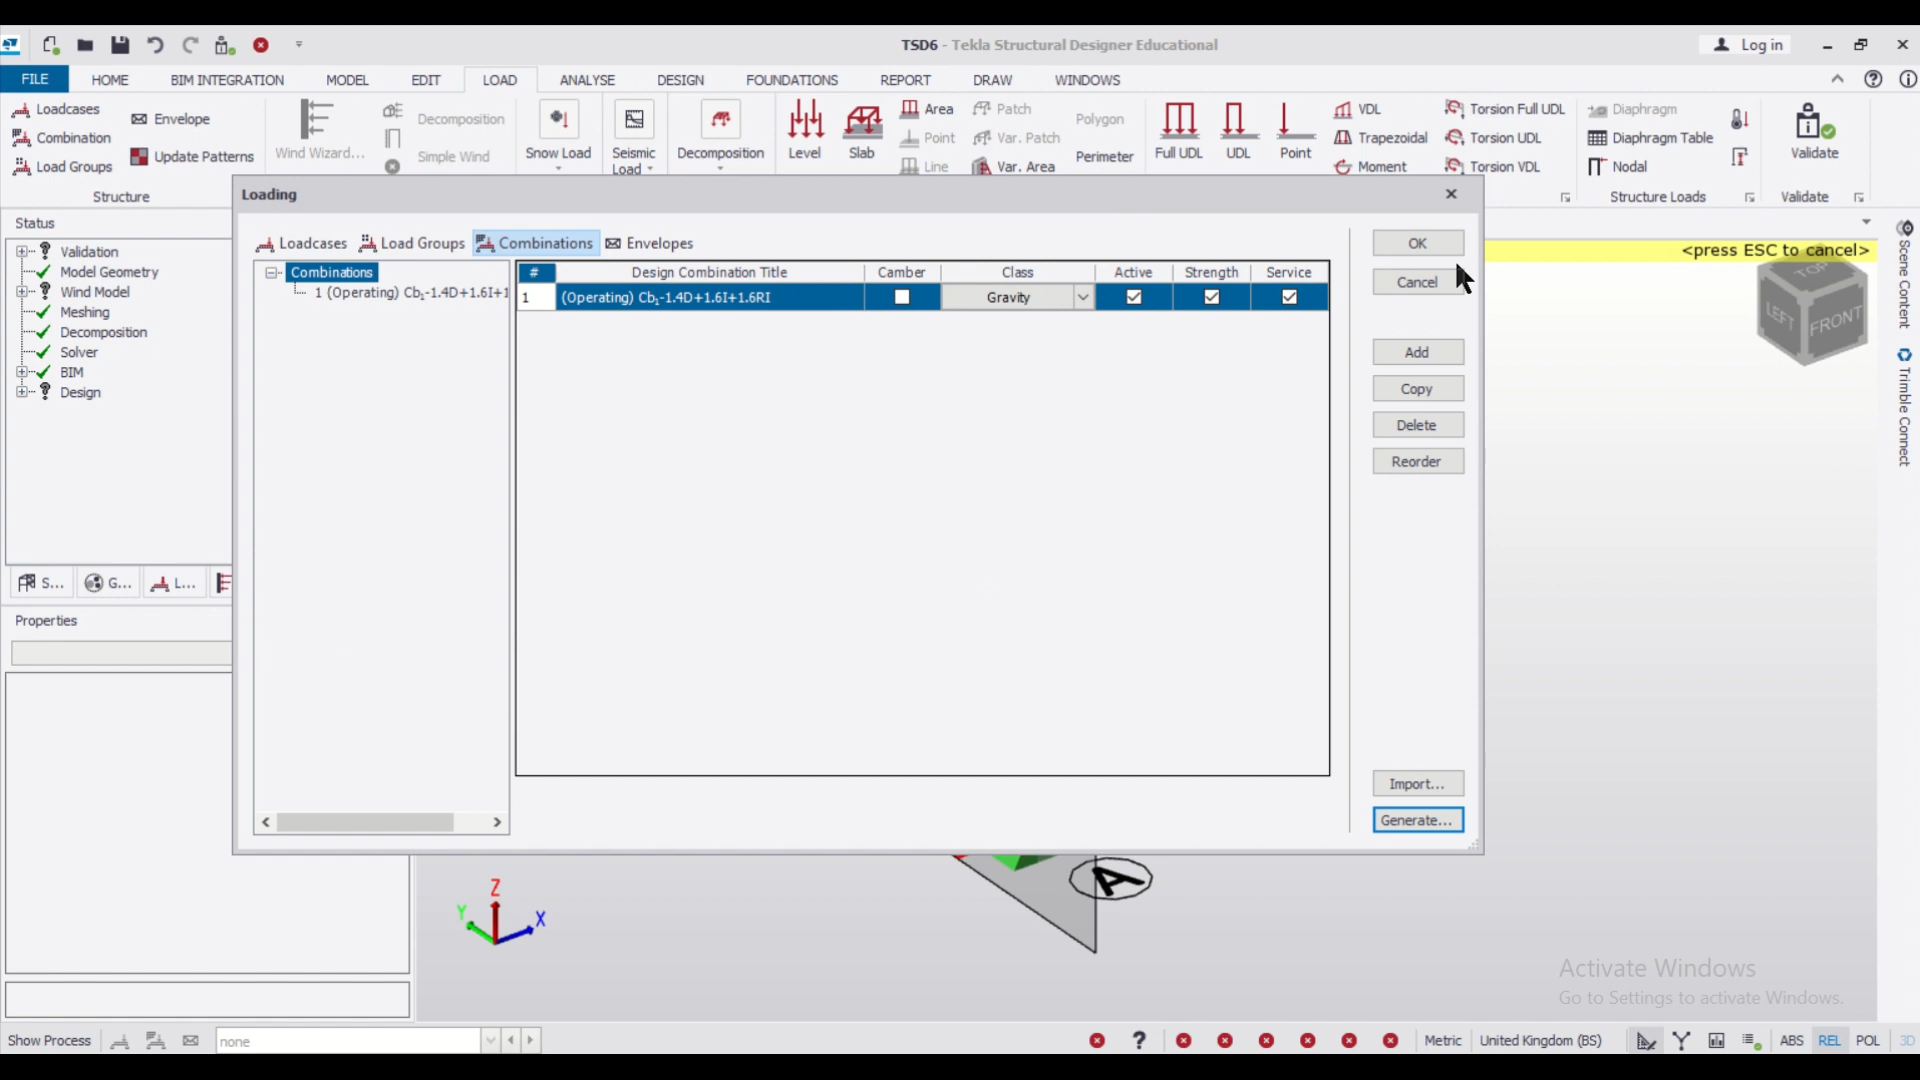 TSD6 - Tekla Structural Designer Educational
Log in
FILE HOME BIM INTEGRATION MODEL EDIT LOAD ANALYSE DESIGN FOUNDATIONS REPORT DRAW WINDOWS
Loadcases
Combination
Load Groups
Envelope
Update Patterns
Structure
Wind Wizard...
Decomposition
Simple Wind
Snow Load
Seismic
Load
Decomposition
Level
Slab
Area
Point
Line
Patch
Var. Patch
Var. Area
Polygon
Perimeter
Full UDL
UDL
Point
VDL
Trapezoidal
Moment
Torsion Full UDL
Torsion UDL
Torsion VDL
Diaphragm
Diaphragm Table
Nodal
Structure Loads
Validate
Validate
Status
Validation
Model Geometry
Wind Model
Meshing
Decomposition
Solver
BIM
Design
S...
G...
L...
Properties
Loading
Loadcases Load Groups Combinations Envelopes
Combinations
1 (Operating) Cb₁-1.4D+1.6I+1
# Design Combination Title Camber Class Active Strength Service
1 (Operating) Cb₁-1.4D+1.6I+1.6RI Gravity
OK
Cancel
Add
Copy
Delete
Reorder
Import...
Generate...
<press ESC to cancel>
TOP
LEFT
FRONT
Scene Content
Trimble Connect
Z
Y
X
A
Activate Windows
Go to Settings to activate Windows.
Show Process
none
Metric
United Kingdom (BS)
ABS REL POL 3D